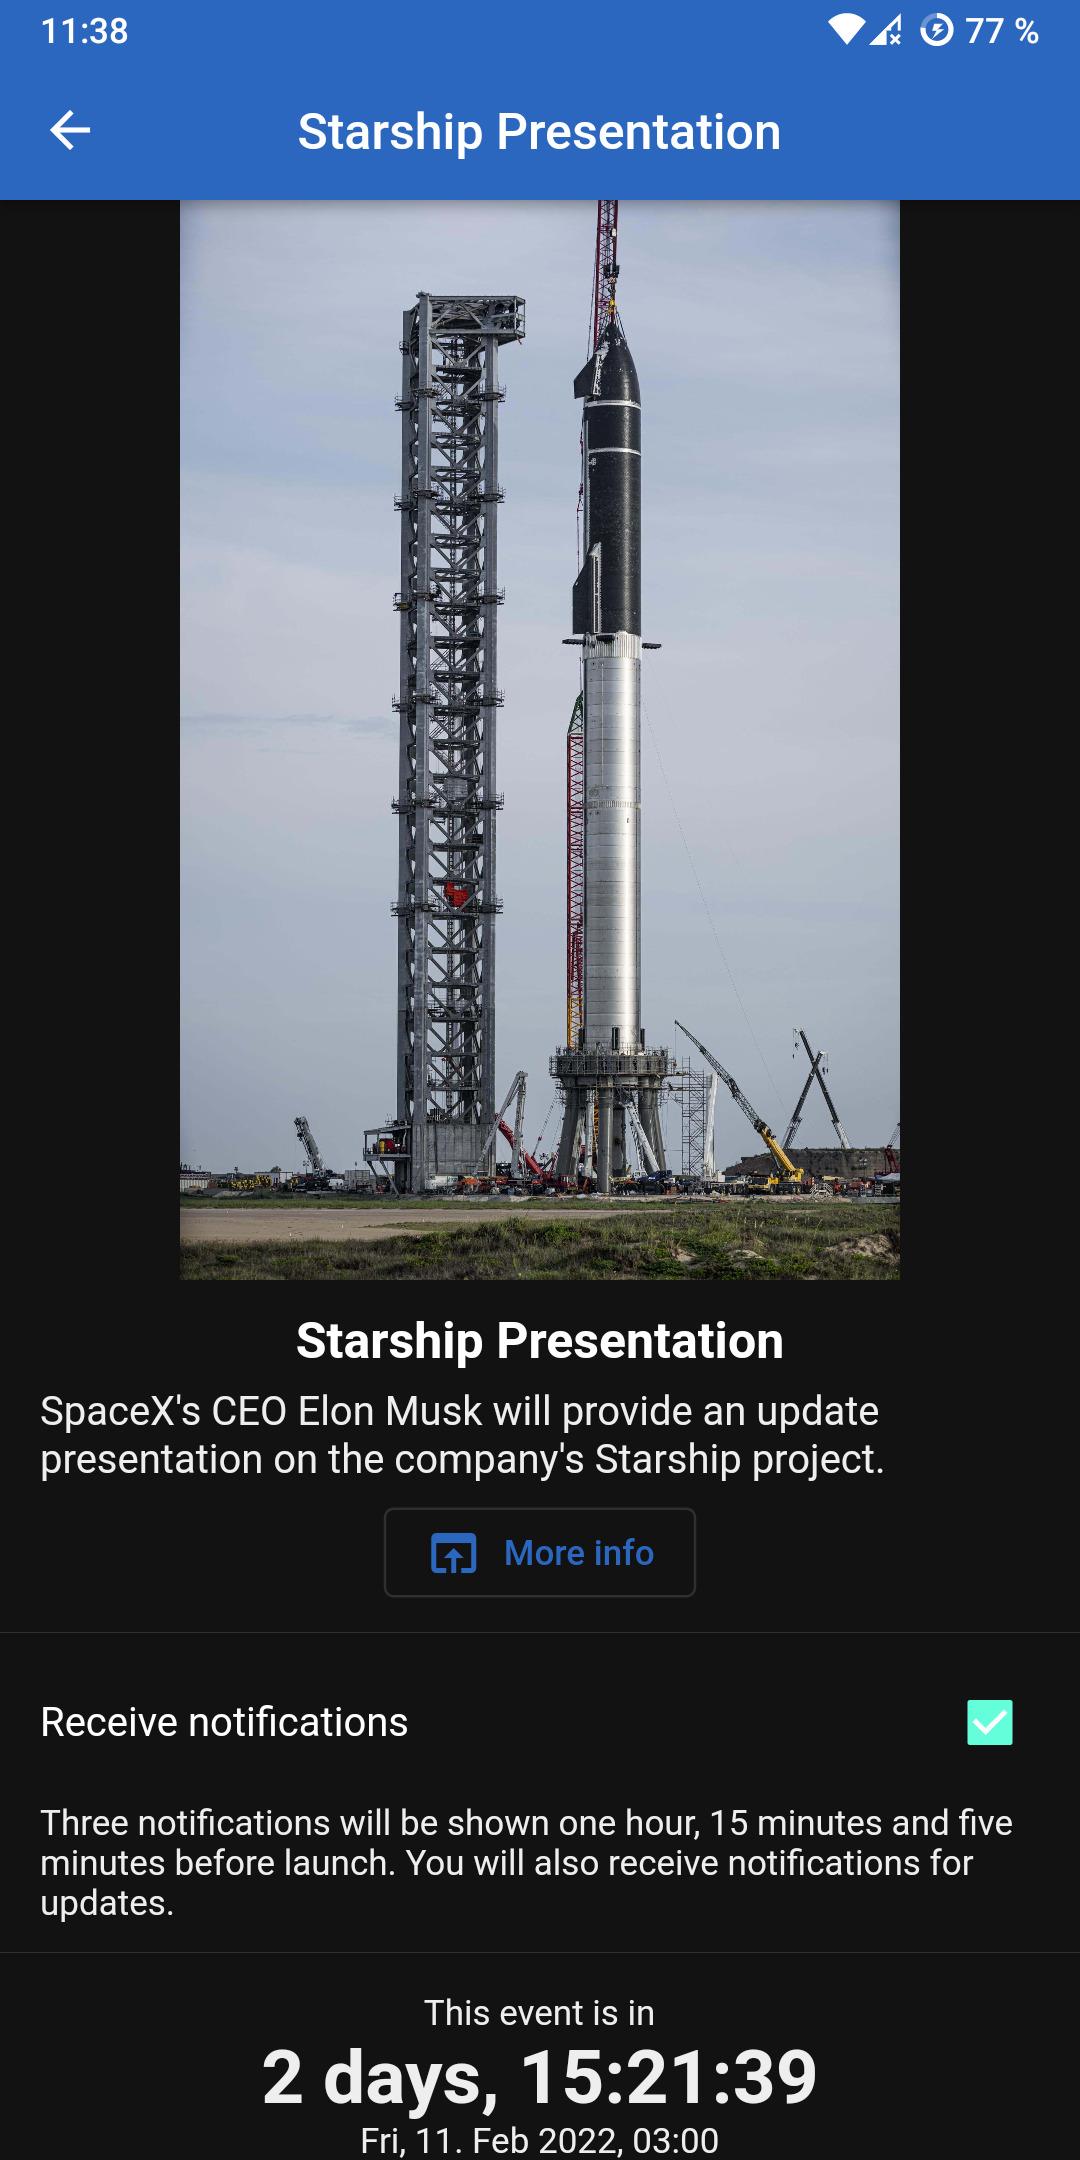 11:38
77 %
Starship Presentation
Starship Presentation
SpaceX's CEO Elon Musk will provide an update
presentation on the company's Starship project.
More info
Receive notifications
Three notifications will be shown one hour, 15 minutes and five
minutes before launch. You will also receive notifications for
updates.
This event is in
2 days, 15:21:39
Fri, 11. Feb 2022, 03:00